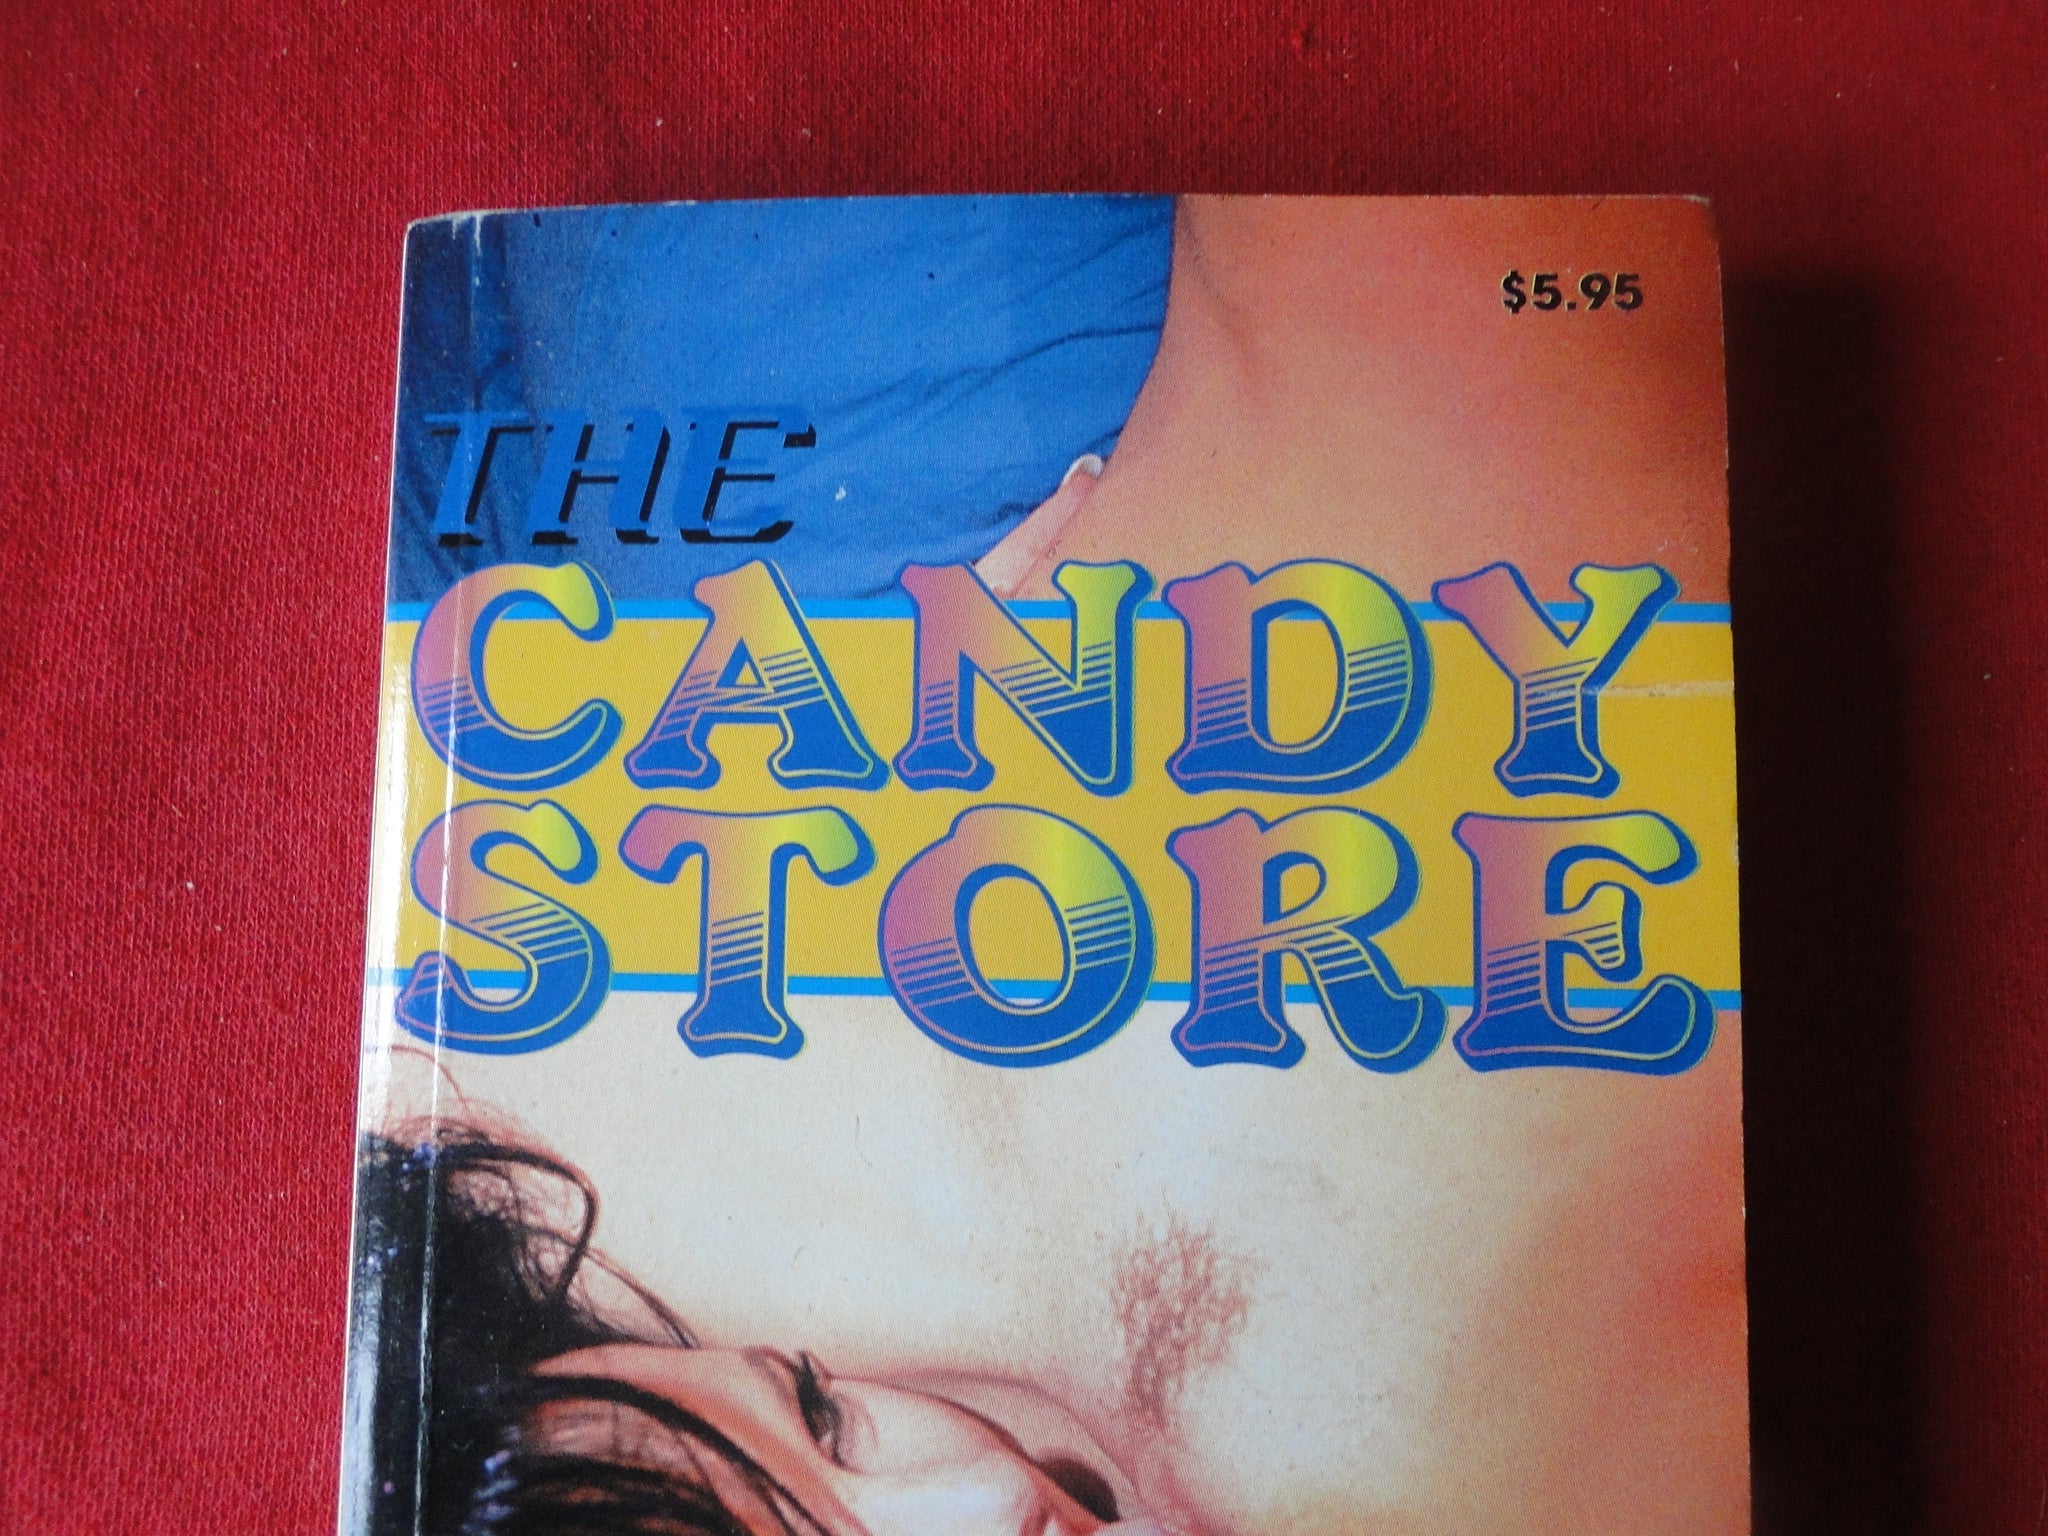 $5.95
THE
CANDY
STORE